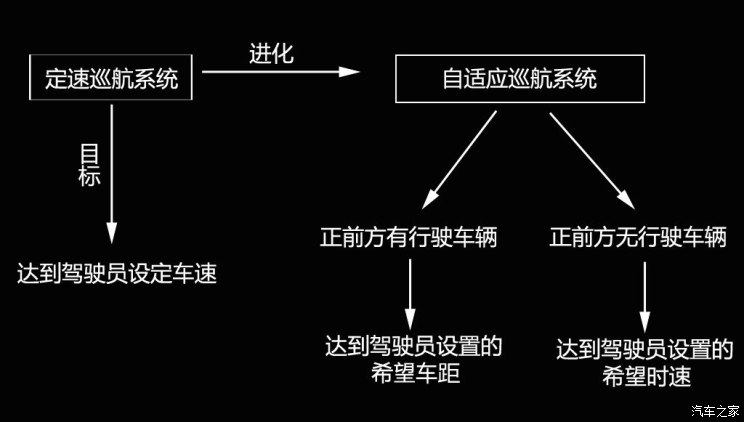 进化
定速巡航系统
自适应巡航系统
目标
达到驾驶员设定车速
正前方有行驶车辆
正前方无行驶车辆
达到驾驶员设置的
希望车距
达到驾驶员设置的
希望时速
汽车之家